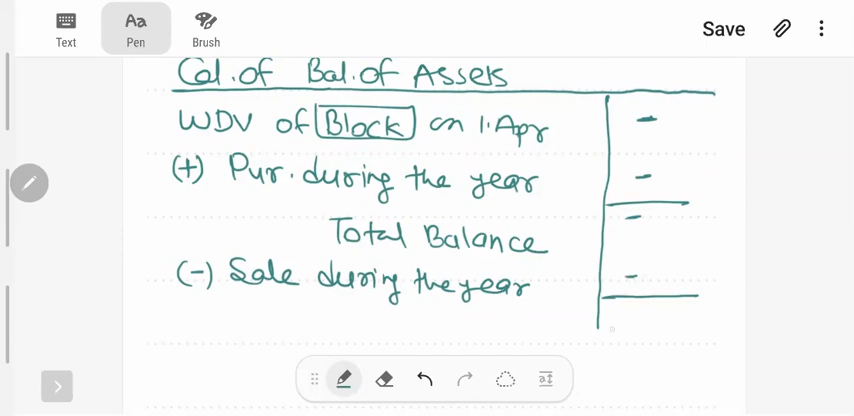 Save
Text
Aa
Pen
Brush
Cal. of Bal. of Assets
WDV of Block on 1. Apr -
(+) Pur. during the year -
Total Balance -
(-) Sale during the year -